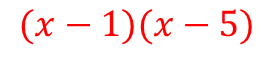 (x − 1)(x − 5)